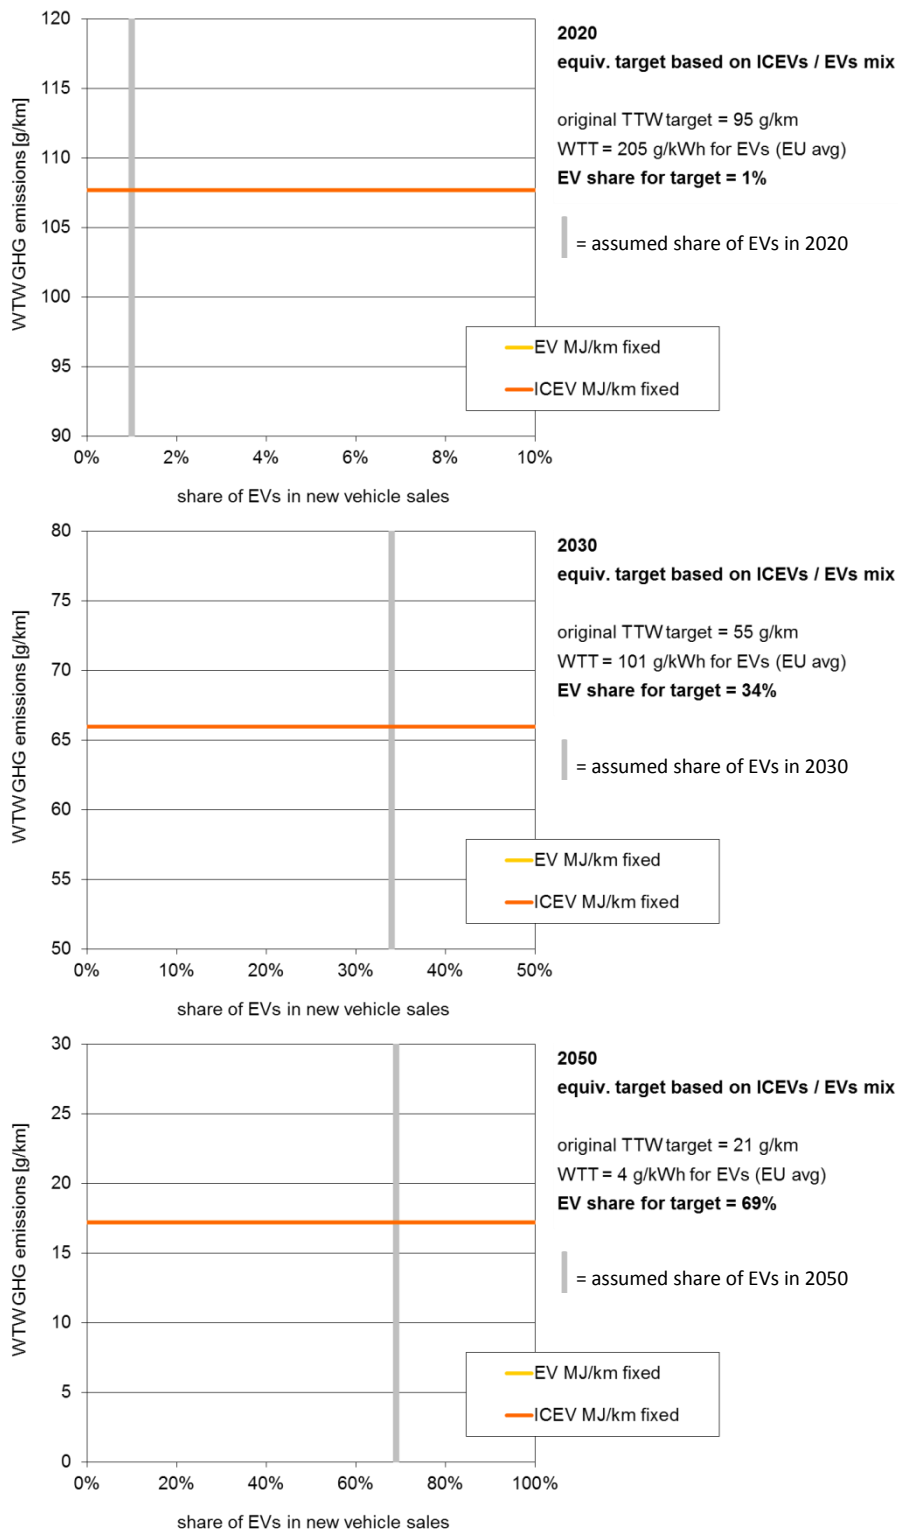 120
115
110
105
100
95
90
WTW GHG emissions [g/km]
0%
2%
4%
6%
8%
10%
share of EVs in new vehicle sales
2020
equiv. target based on ICEVs / EVs mix
original TTW target = 95 g/km
WTT = 205 g/kWh for EVs (EU avg)
EV share for target = 1%
= assumed share of EVs in 2020
EV MJ/km fixed
ICEV MJ/km fixed
80
75
70
65
60
55
50
WTW GHG emissions [g/km]
0%
10%
20%
30%
40%
50%
share of EVs in new vehicle sales
2030
equiv. target based on ICEVs / EVs mix
original TTW target = 55 g/km
WTT = 101 g/kWh for EVs (EU avg)
EV share for target = 34%
= assumed share of EVs in 2030
EV MJ/km fixed
ICEV MJ/km fixed
30
25
20
15
10
5
0
WTW GHG emissions [g/km]
0%
20%
40%
60%
80%
100%
share of EVs in new vehicle sales
2050
equiv. target based on ICEVs / EVs mix
original TTW target = 21 g/km
WTT = 4 g/kWh for EVs (EU avg)
EV share for target = 69%
= assumed share of EVs in 2050
EV MJ/km fixed
ICEV MJ/km fixed